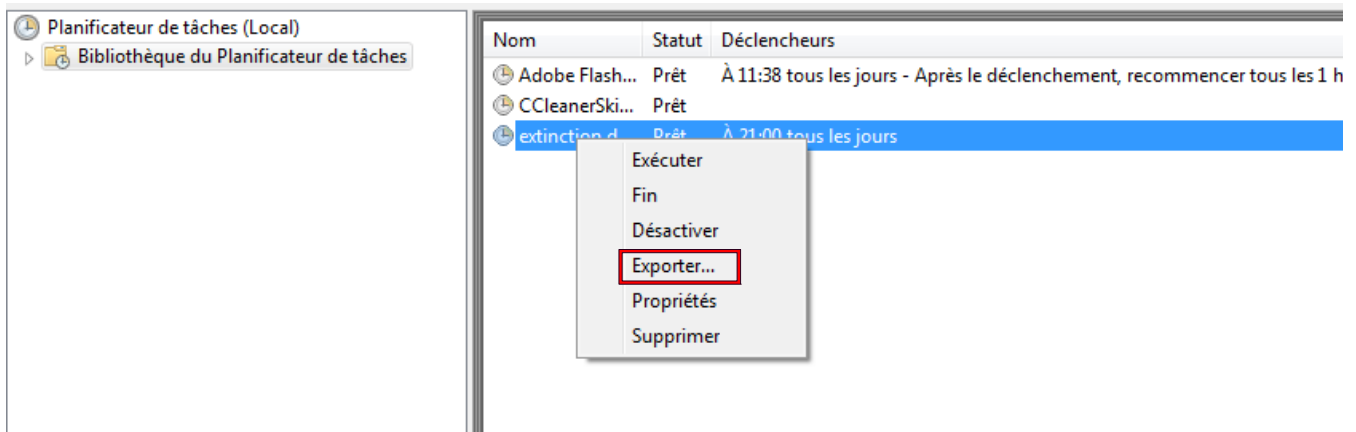 Planificateur de tâches (Local)
Bibliothèque du Planificateur de tâches
Nom Statut Déclencheurs
Adobe Flash... Prêt À 11:38 tous les jours - Après le déclenchement, recommencer tous les 1 h
CCleanerSki... Prêt
extinction d... Prêt À 21:00 tous les jours
Exécuter
Fin
Désactiver
Exporter...
Propriétés
Supprimer